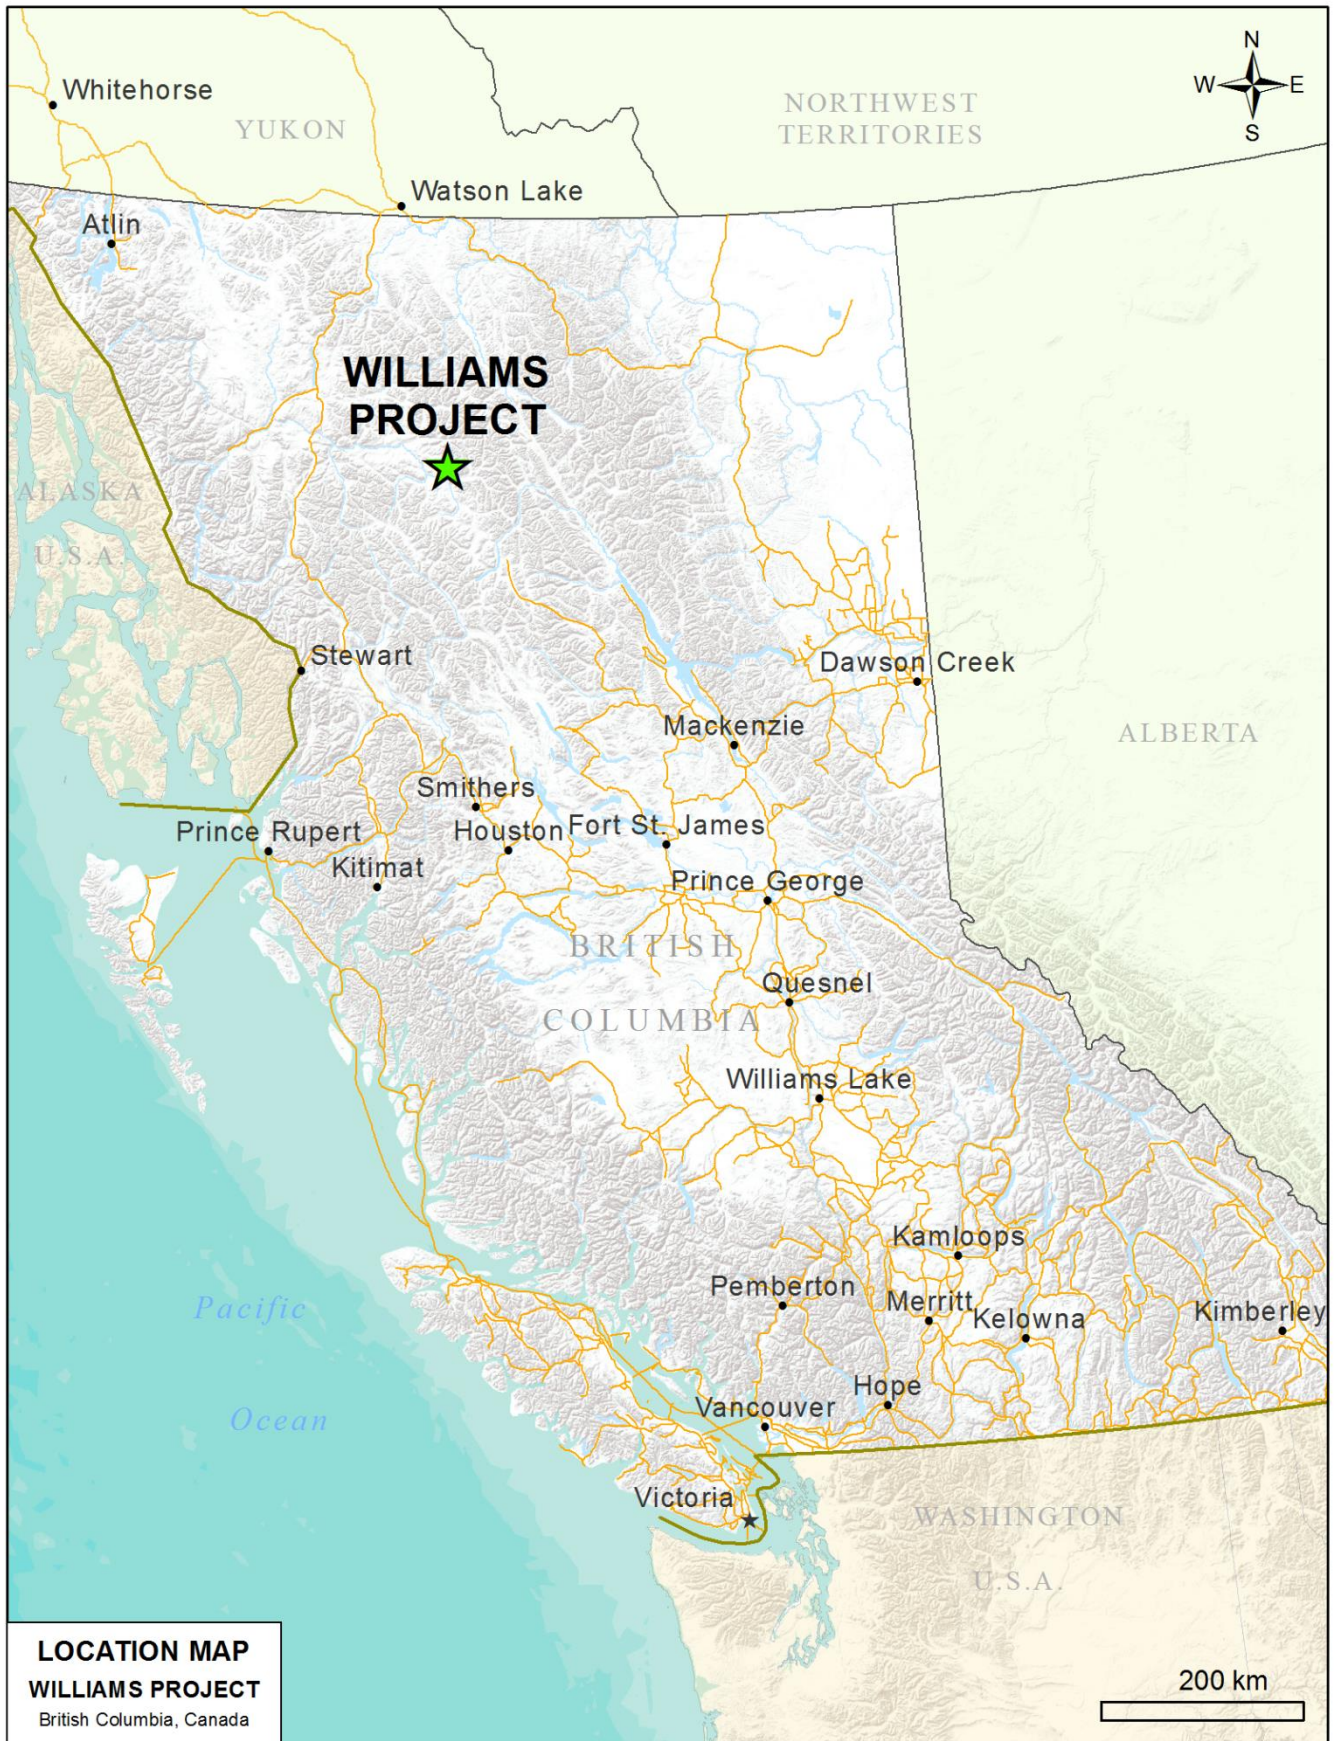 N
W E
S
Whitehorse
YUKON
NORTHWEST
TERRITORIES
Watson Lake
Atlin
WILLIAMS
PROJECT
ALASKA
U.S.A.
Stewart
Dawson Creek
Mackenzie
ALBERTA
Smithers
Prince Rupert
Houston
Fort St. James
Kitimat
Prince George
BRITISH
Quesnel
COLUMBIA
Williams Lake
Kamloops
Pemberton
Merritt
Kelowna
Kimberley
Pacific
Ocean
Hope
Vancouver
Victoria
WASHINGTON
U.S.A.
LOCATION MAP
WILLIAMS PROJECT
British Columbia, Canada
200 km